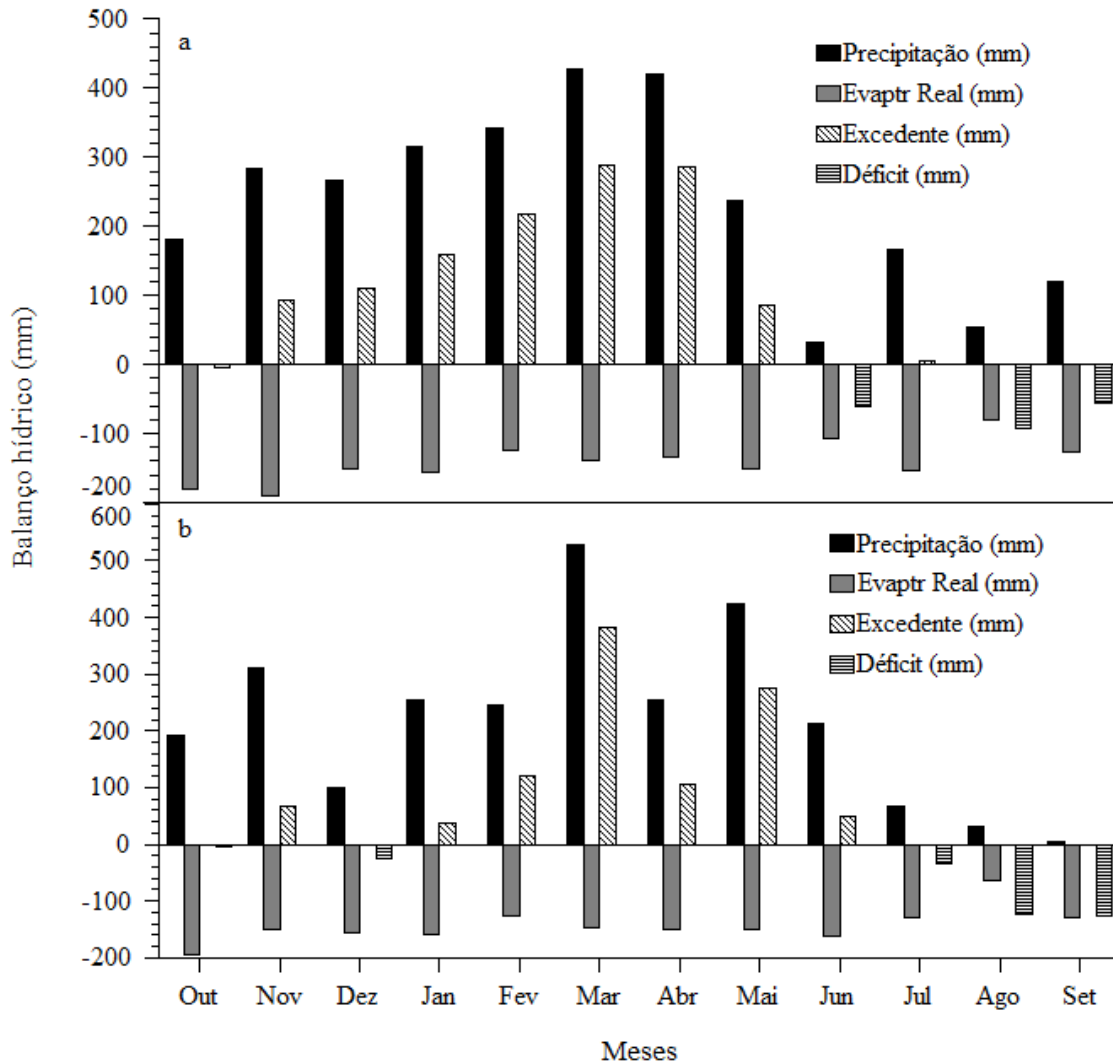 Balanço hídrico (mm)
500
400
300
200
100
0
-100
-200
a
Precipitação (mm)
Evaptr Real (mm)
Excedente (mm)
Déficit (mm)
600
500
400
300
200
100
0
-100
-200
b
Precipitação (mm)
Evaptr Real (mm)
Excedente (mm)
Déficit (mm)
Out Nov Dez Jan Fev Mar Abr Mai Jun Jul Ago Set
Meses